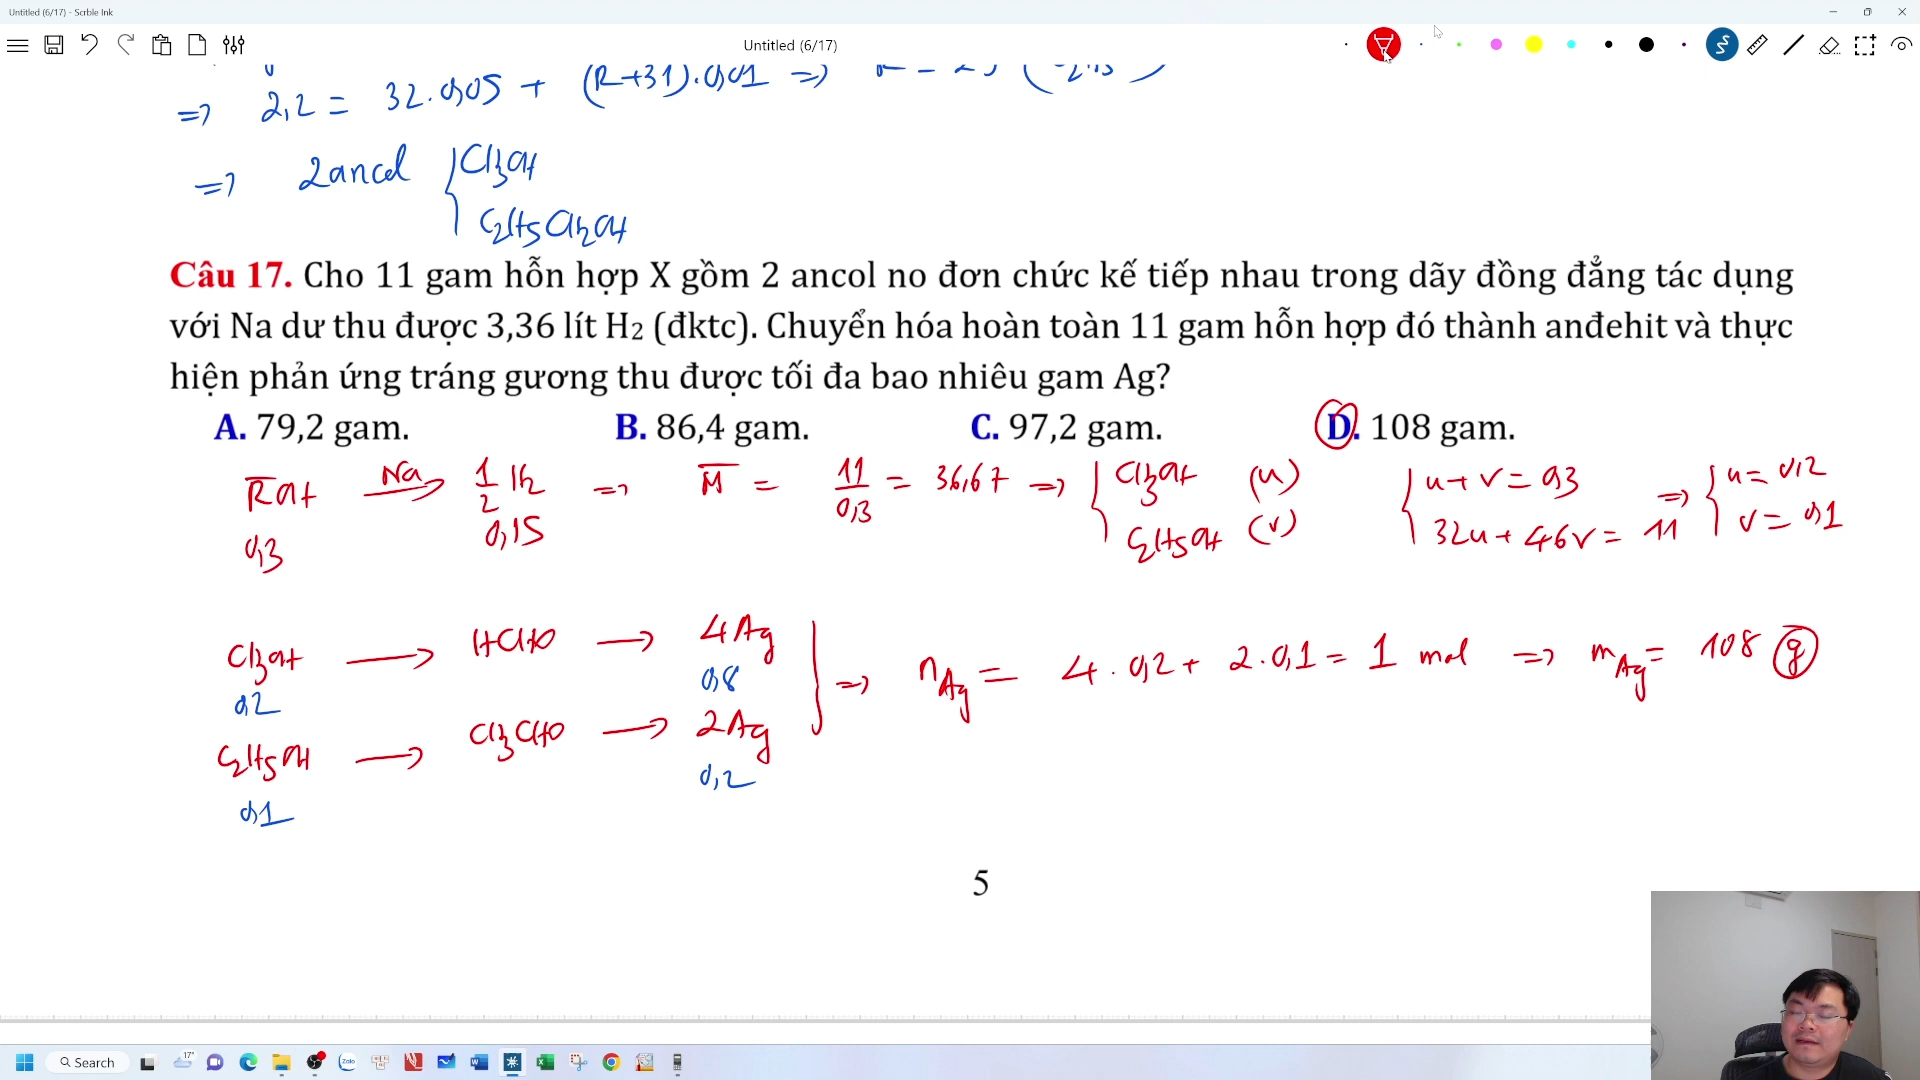 Untitled (6/17) - Scrble Ink
Untitled (6/17)
=> 2,2 = 32.0,05 + (R+31).0,01 =>
=> 2ancol { CH3OH
C2H5CH2OH
Câu 17. Cho 11 gam hỗn hợp X gồm 2 ancol no đơn chức kế tiếp nhau trong dãy đồng đẳng tác dụng
với Na dư thu được 3,36 lít H2 (đktc). Chuyển hóa hoàn toàn 11 gam hỗn hợp đó thành anđehit và thực
hiện phản ứng tráng gương thu được tối đa bao nhiêu gam Ag?
A. 79,2 gam. B. 86,4 gam. C. 97,2 gam. D. 108 gam.
R̅OH —Na→ 1/2 H2 => M̅ = 11/0,3 = 36,67 => { CH3OH (u) { u + v = 0,3 => { u = 0,2
0,3 0,15 C2H5OH (v) 32u + 46v = 11 v = 0,1
CH3OH → HCHO → 4Ag
0,2 0,8
=> nAg = 4.0,2 + 2.0,1 = 1 mol => mAg = 108 g
C2H5OH → CH3CHO → 2Ag
0,1 0,2
5
17°
Search
Zalo